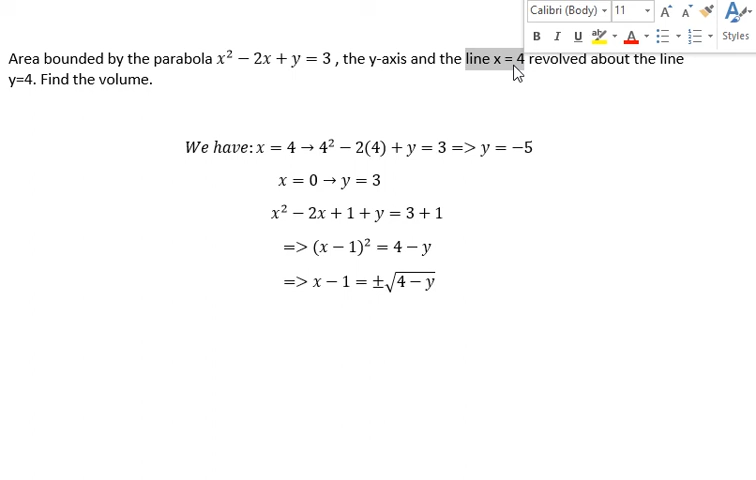 Calibri (Body) 11 A A
B I U ab A Styles
Area bounded by the parabola x² − 2x + y = 3 , the y-axis and the line x = 4 revolved about the line
y=4. Find the volume.
We have: x = 4 → 4² − 2(4) + y = 3 => y = −5
x = 0 → y = 3
x² − 2x + 1 + y = 3 + 1
=> (x − 1)² = 4 − y
=> x − 1 = ±√(4 − y)